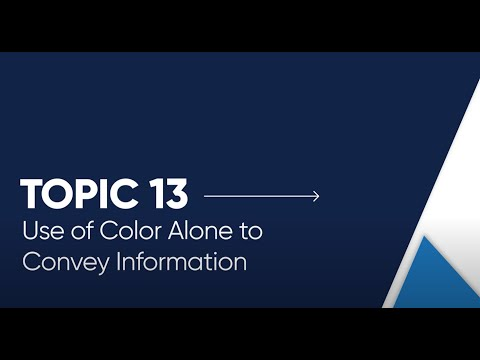 TOPIC 13
Use of Color Alone to
Convey Information